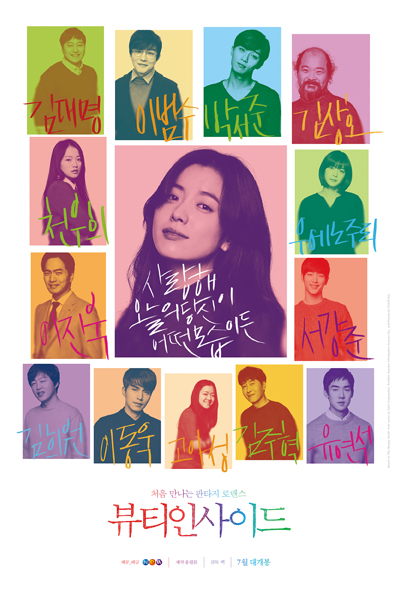 김대명
이범수
박서준
김상호
천우희
우에노주리
사랑해
오늘의 당신이
어떤 모습이든
이진욱
서강준
김희원
이동욱
고아성
김주혁
유연석
처음 만나는 판타지 로맨스
뷰티인사이드
NEW
7월 대개봉